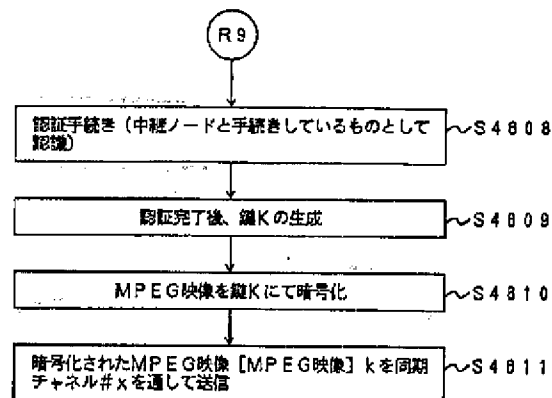 R9
認証手続き（中継ノードと手続きしているものとして
認識）
～S4808
認証完了後、鍵Kの生成
～S4809
MPEG映像を鍵Kにて暗号化
～S4810
暗号化されたMPEG映像［MPEG映像］kを同期
チャネル＃xを通して送信
～S4811